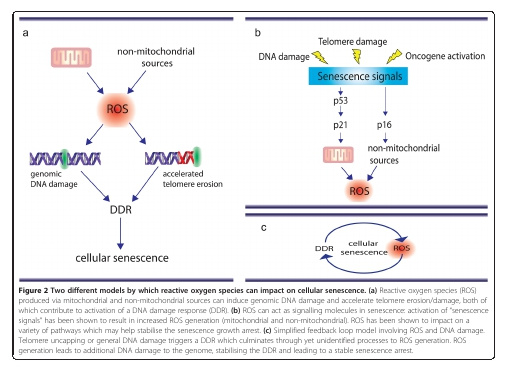 a
non-mitochondrial
sources
ROS
genomic
DNA damage
accelerated
telomere erosion
DDR
cellular senescence
b
Telomere damage
DNA damage
Oncogene activation
Senescence signals
p53
p21
p16
non-mitochondrial
sources
ROS
c
DDR
cellular
senescence
ROS
Figure 2 Two different models by which reactive oxygen species can impact on cellular senescence. (a) Reactive oxygen species (ROS)
produced via mitochondrial and non-mitochondrial sources can induce genomic DNA damage and accelerate telomere erosion/damage, both of
which contribute to activation of a DNA damage response (DDR). (b) ROS can act as signalling molecules in senescence: activation of "senescence
signals" has been shown to result in increased ROS generation (mitochondrial and non-mitochondrial). ROS has been shown to impact on a
variety of pathways which may help stabilise the senescence growth arrest. (c) Simplified feedback loop model involving ROS and DNA damage.
Telomere uncapping or general DNA damage triggers a DDR which culminates through yet unidentified processes to ROS generation. ROS
generation leads to additional DNA damage to the genome, stabilising the DDR and leading to a stable senescence arrest.